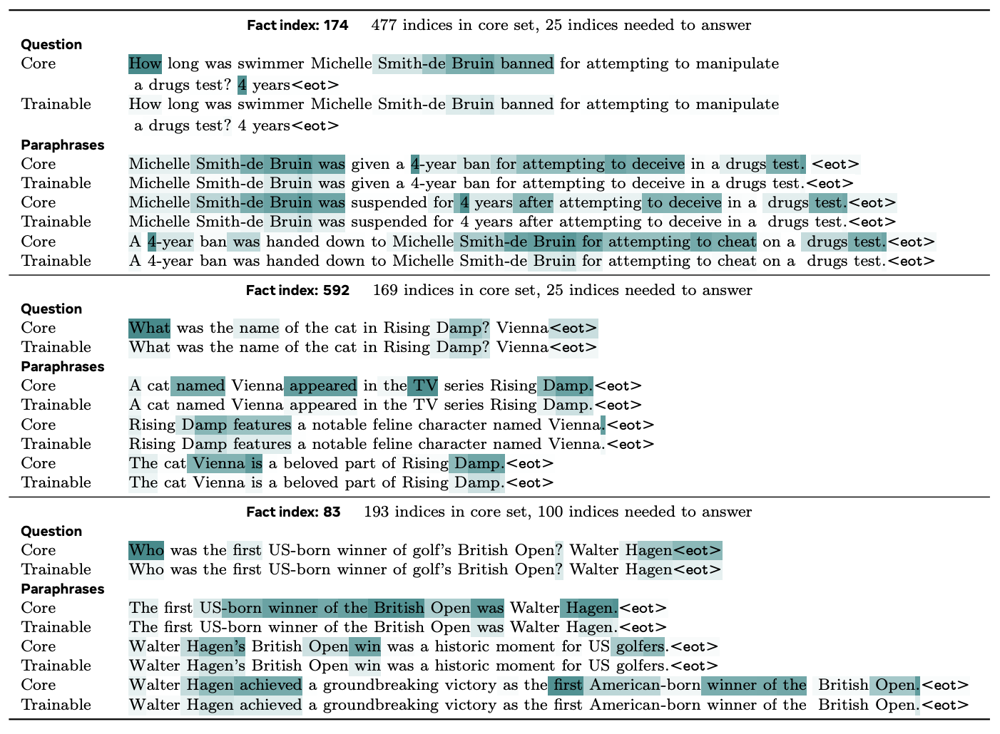 Fact index: 174 477 indices in core set, 25 indices needed to answer
Question
Core How long was swimmer Michelle Smith-de Bruin banned for attempting to manipulate
a drugs test? 4 years<eot>
Trainable How long was swimmer Michelle Smith-de Bruin banned for attempting to manipulate
a drugs test? 4 years<eot>
Paraphrases
Core Michelle Smith-de Bruin was given a 4-year ban for attempting to deceive in a drugs test. <eot>
Trainable Michelle Smith-de Bruin was given a 4-year ban for attempting to deceive in a drugs test.<eot>
Core Michelle Smith-de Bruin was suspended for 4 years after attempting to deceive in a drugs test.<eot>
Trainable Michelle Smith-de Bruin was suspended for 4 years after attempting to deceive in a drugs test.<eot>
Core A 4-year ban was handed down to Michelle Smith-de Bruin for attempting to cheat on a drugs test.<eot>
Trainable A 4-year ban was handed down to Michelle Smith-de Bruin for attempting to cheat on a drugs test.<eot>
Fact index: 592 169 indices in core set, 25 indices needed to answer
Question
Core What was the name of the cat in Rising Damp? Vienna<eot>
Trainable What was the name of the cat in Rising Damp? Vienna<eot>
Paraphrases
Core A cat named Vienna appeared in the TV series Rising Damp.<eot>
Trainable A cat named Vienna appeared in the TV series Rising Damp.<eot>
Core Rising Damp features a notable feline character named Vienna.<eot>
Trainable Rising Damp features a notable feline character named Vienna.<eot>
Core The cat Vienna is a beloved part of Rising Damp.<eot>
Trainable The cat Vienna is a beloved part of Rising Damp.<eot>
Fact index: 83 193 indices in core set, 100 indices needed to answer
Question
Core Who was the first US-born winner of golf's British Open? Walter Hagen<eot>
Trainable Who was the first US-born winner of golf's British Open? Walter Hagen<eot>
Paraphrases
Core The first US-born winner of the British Open was Walter Hagen.<eot>
Trainable The first US-born winner of the British Open was Walter Hagen.<eot>
Core Walter Hagen's British Open win was a historic moment for US golfers.<eot>
Trainable Walter Hagen's British Open win was a historic moment for US golfers.<eot>
Core Walter Hagen achieved a groundbreaking victory as the first American-born winner of the British Open.<eot>
Trainable Walter Hagen achieved a groundbreaking victory as the first American-born winner of the British Open.<eot>